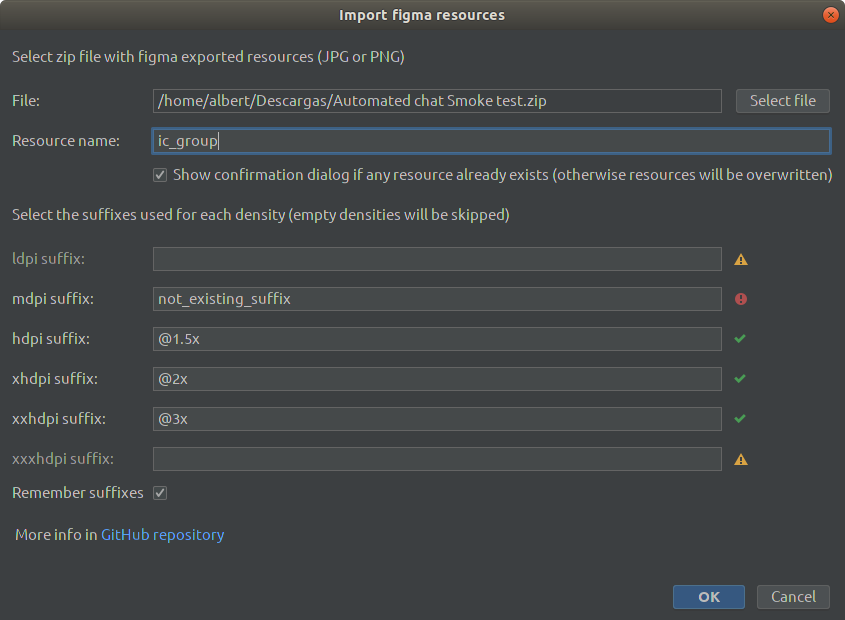 Import figma resources
Select zip file with figma exported resources (JPG or PNG)
File: /home/albert/Descargas/Automated chat Smoke test.zip Select file
Resource name: ic_group
Show confirmation dialog if any resource already exists (otherwise resources will be overwritten)
Select the suffixes used for each density (empty densities will be skipped)
ldpi suffix:
mdpi suffix: not_existing_suffix
hdpi suffix: @1.5x
xhdpi suffix: @2x
xxhdpi suffix: @3x
xxxhdpi suffix:
Remember suffixes
More info in GitHub repository
OK Cancel